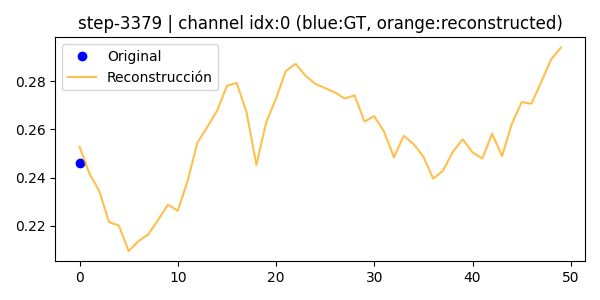 step-3379 | channel idx:0 (blue:GT, orange:reconstructed)
Original
Reconstrucción
0.28
0.26
0.24
0.22
0 10 20 30 40 50